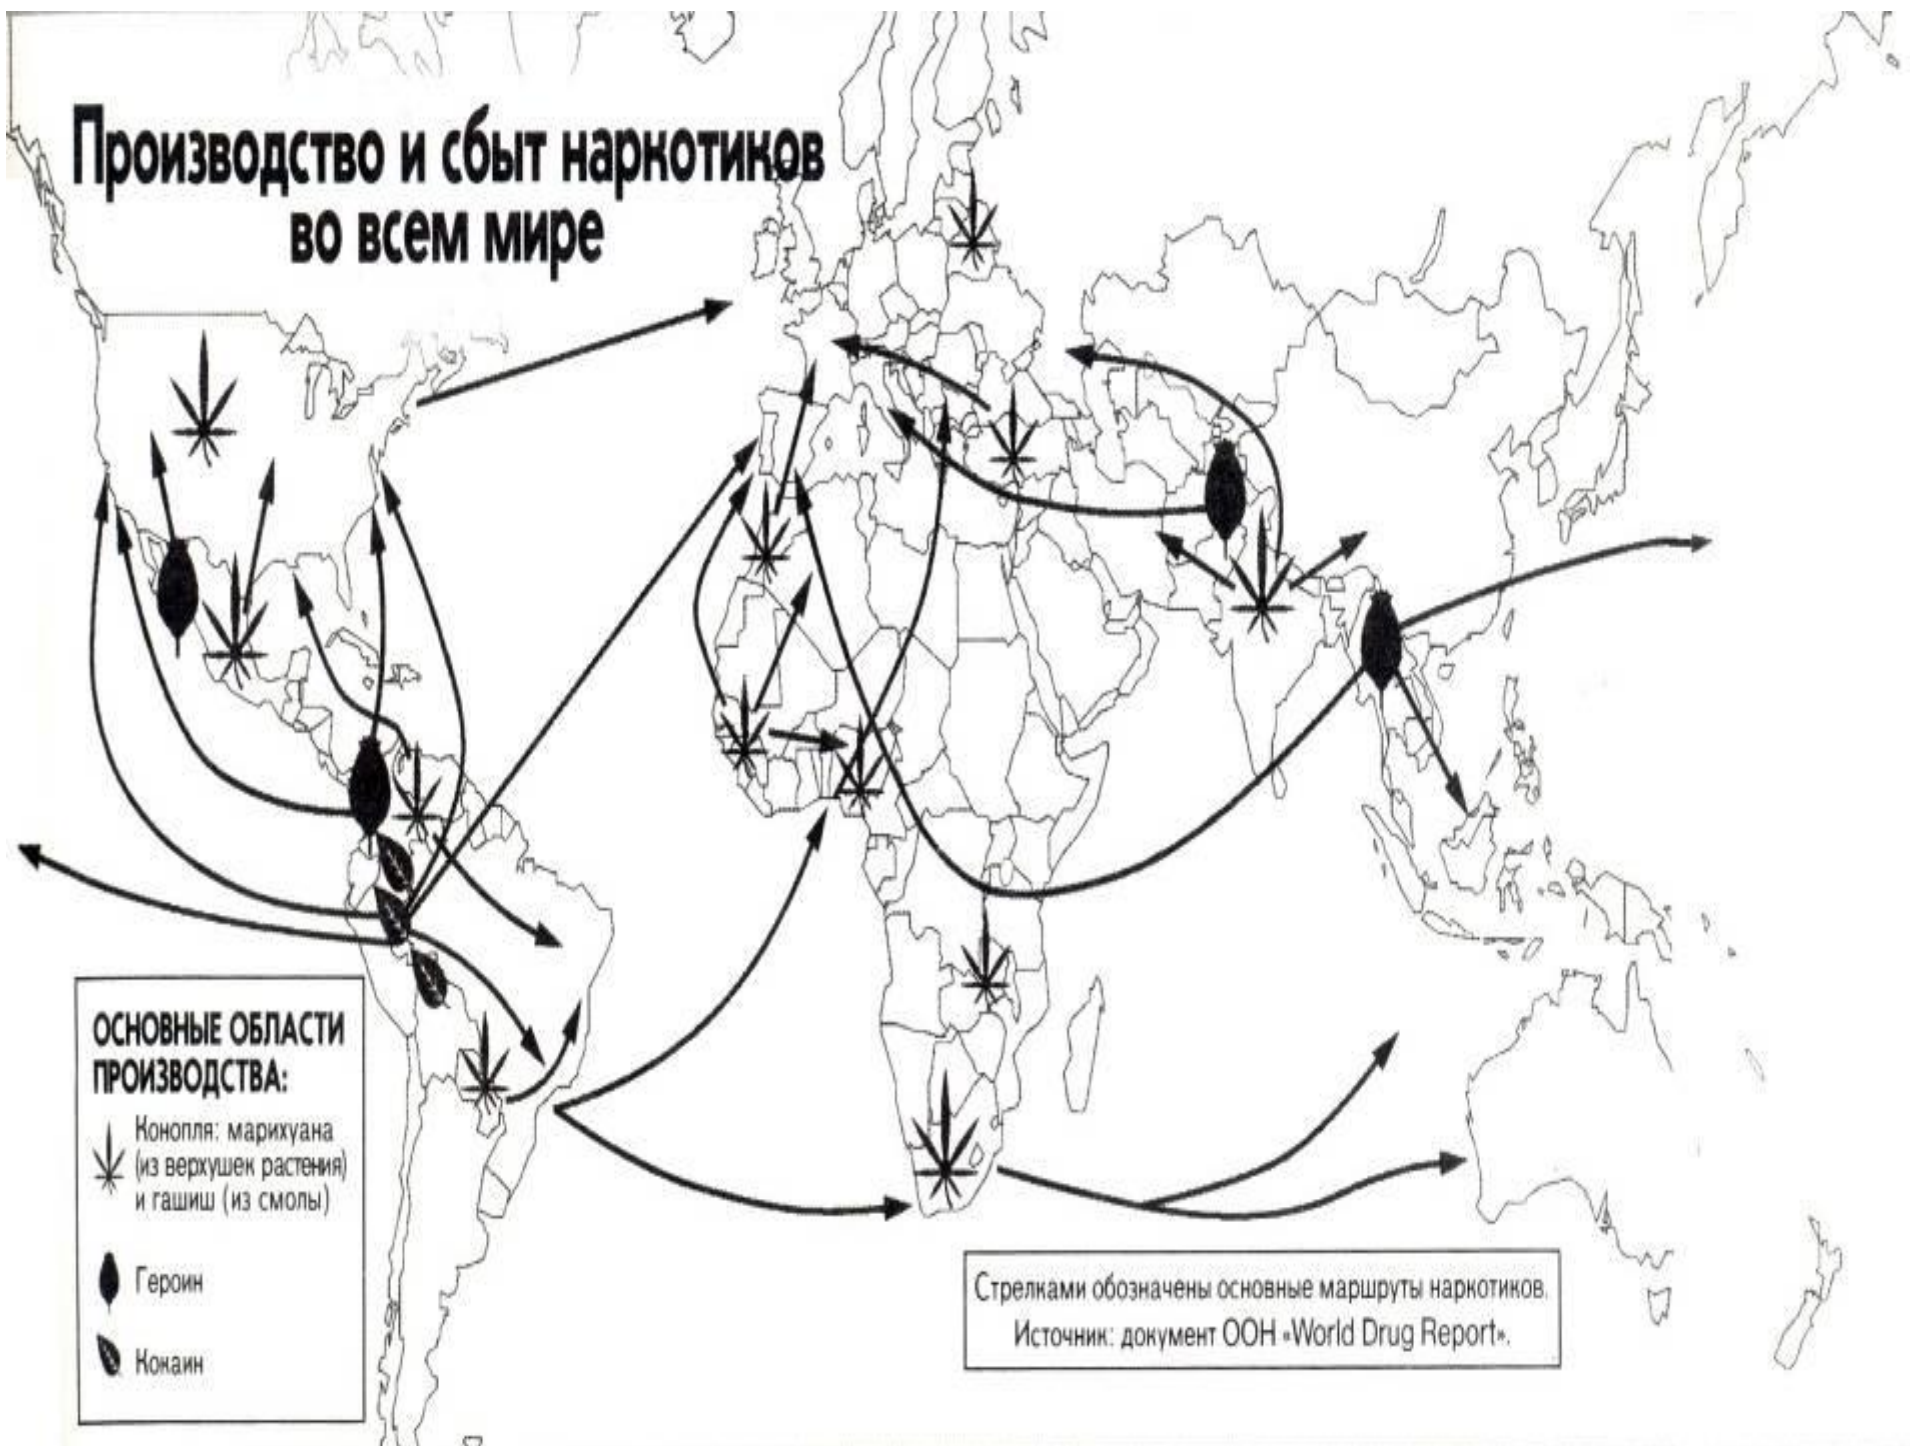 Производство и сбыт наркотиков
во всем мире
ОСНОВНЫЕ ОБЛАСТИ
ПРОИЗВОДСТВА:
Конопля: марихуана
(из верхушек растения)
и гашиш (из смолы)
Героин
Кокаин
Стрелками обозначены основные маршруты наркотиков.
Источник: документ ООН «World Drug Report».